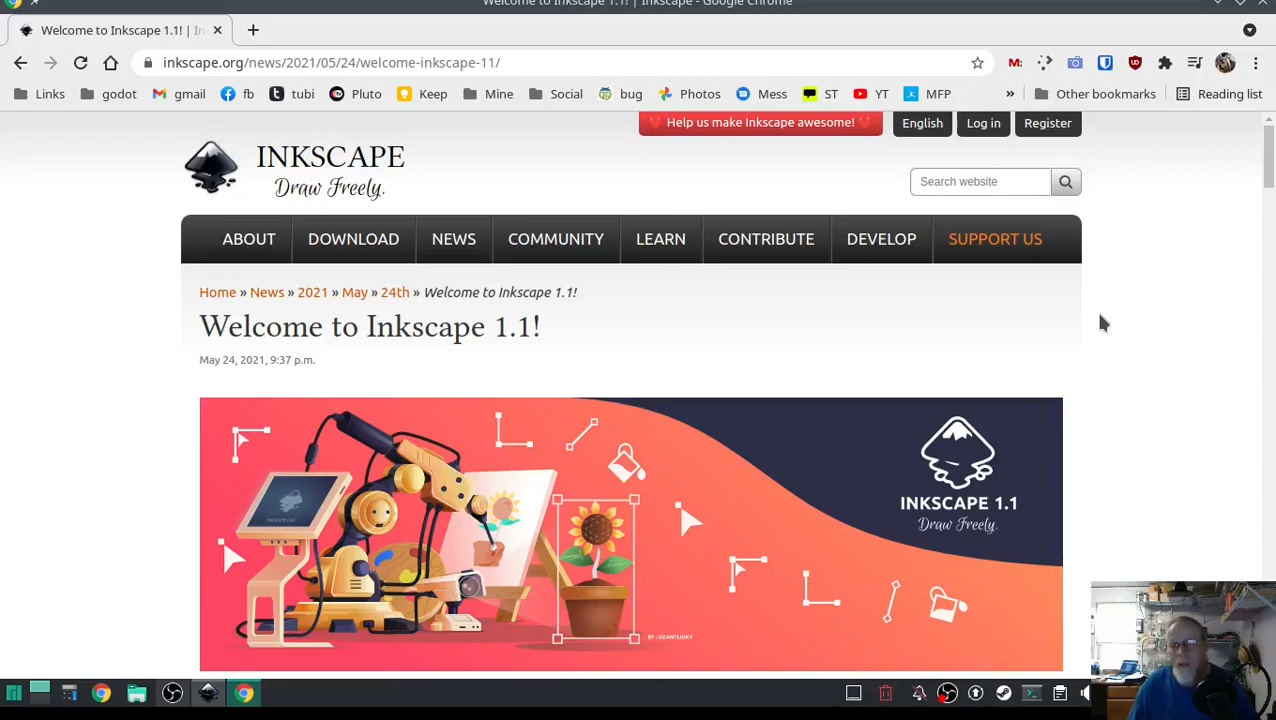 Welcome to Inkscape 1.1! | Inkscape - Google Chrome
Welcome to Inkscape 1.1! | In
inkscape.org/news/2021/05/24/welcome-inkscape-11/
Links godot gmail fb tubi Pluto Keep Mine Social bug Photos Mess ST YT MFP » Other bookmarks Reading list
Help us make Inkscape awesome! English Log in Register
INKSCAPE
Draw Freely.
Search website
ABOUT DOWNLOAD NEWS COMMUNITY LEARN CONTRIBUTE DEVELOP SUPPORT US
Home » News » 2021 » May » 24th » Welcome to Inkscape 1.1!
Welcome to Inkscape 1.1!
May 24, 2021, 9:37 p.m.
INKSCAPE 1.1
Draw Freely.